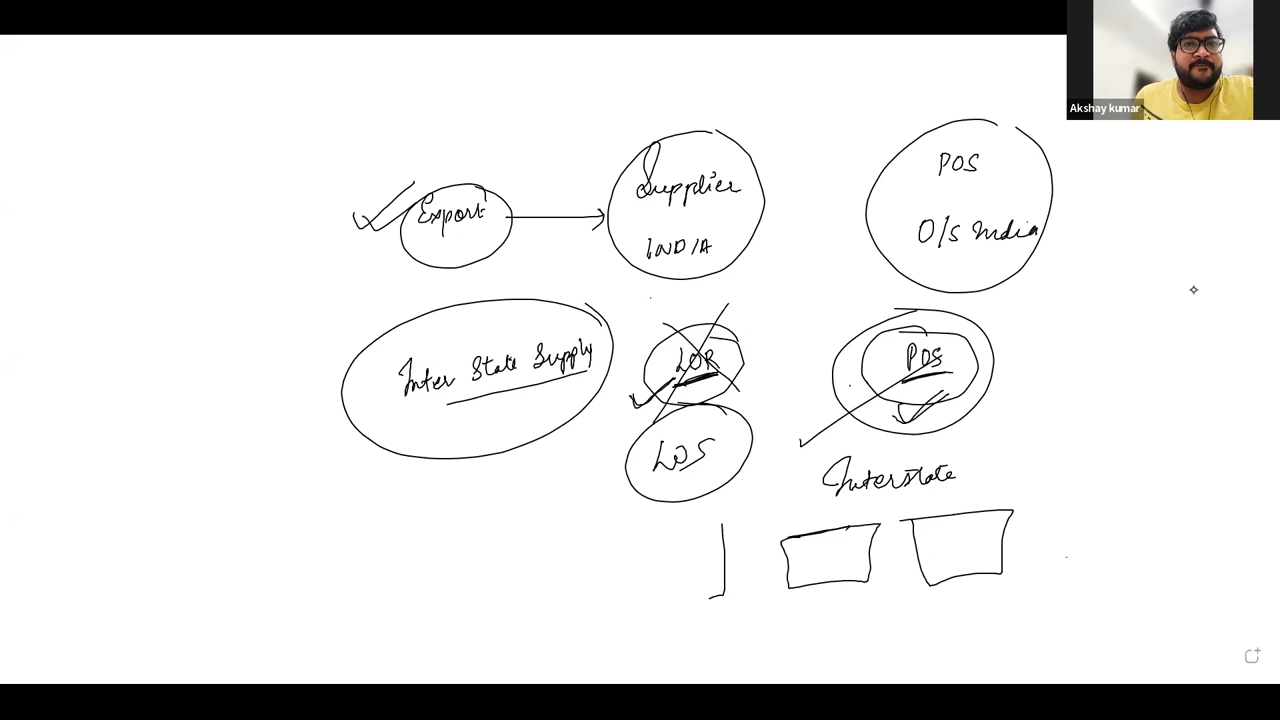 Akshay kumar
POS
Supplier
Export
O/S India
INDIA
Inter State Supply
LOR
POS
LOS
Interstate